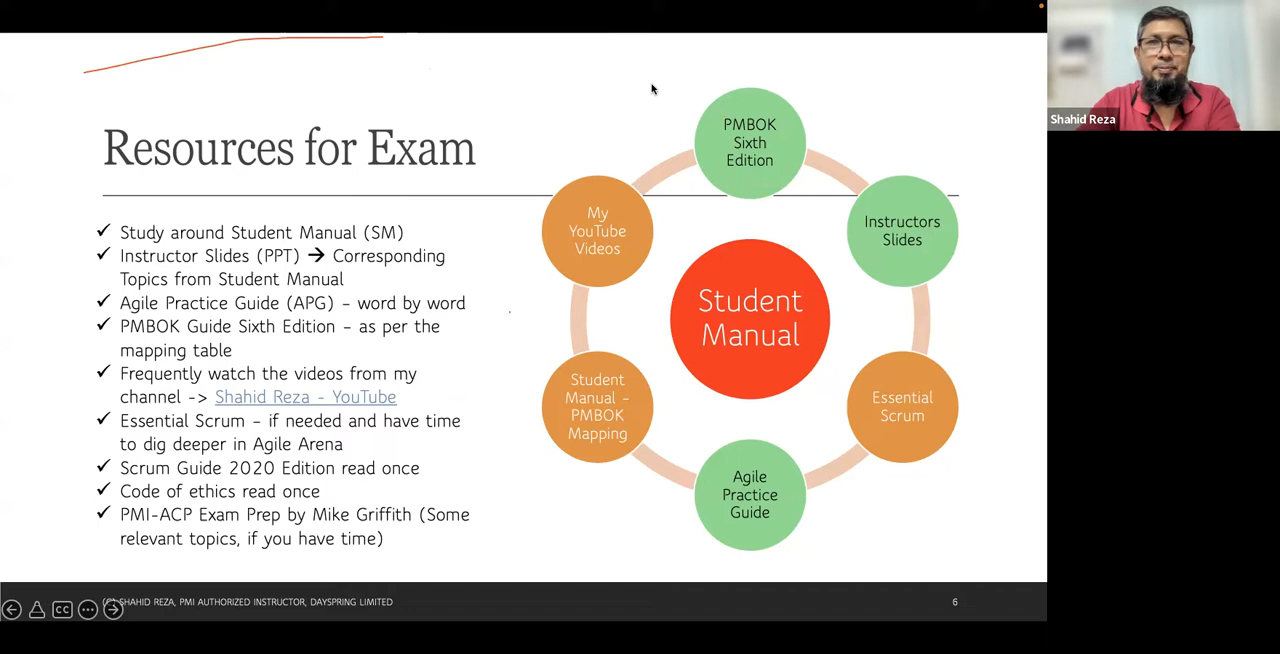 Shahid Reza
Resources for Exam
✓ Study around Student Manual (SM)
✓ Instructor Slides (PPT) → Corresponding
Topics from Student Manual
✓ Agile Practice Guide (APG) – word by word
✓ PMBOK Guide Sixth Edition – as per the
mapping table
✓ Frequently watch the videos from my
channel -> Shahid Reza - YouTube
✓ Essential Scrum – if needed and have time
to dig deeper in Agile Arena
✓ Scrum Guide 2020 Edition read once
✓ Code of ethics read once
✓ PMI-ACP Exam Prep by Mike Griffith (Some
relevant topics, if you have time)
PMBOK
Sixth
Edition
Instructors
Slides
Essential
Scrum
Agile
Practice
Guide
Student
Manual –
PMBOK
Mapping
My
YouTube
Videos
Student
Manual
(C) SHAHID REZA, PMI AUTHORIZED INSTRUCTOR, DAYSPRING LIMITED
6
CC